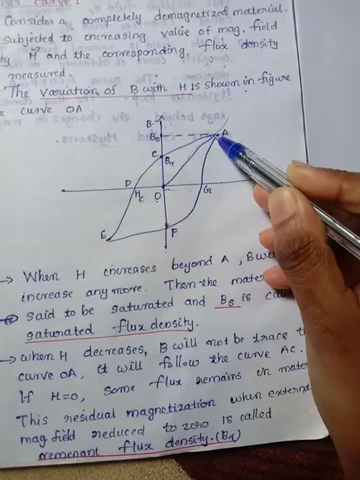 Curve:
Consider a completely demagnetized material.
subjected to encreasing value of mag. field
H and the corresponding flux density
measured.
The variation of B with H is shown in figure
curve OA.
B
Bs
A
C
Br
D
Hc
O
G
E
F
→ When H increases beyond A, B w
increase any more. Then the mate
said to be saturated and Bs is ca
saturated flux density.
→ when H decreases, B will not be trace t
curve OA, it will follow the curve AC.
If H=0, some flux remains in mate
This residual magnetization when extern
mag. field reduced to zero is called
remenant flux density. (Br)